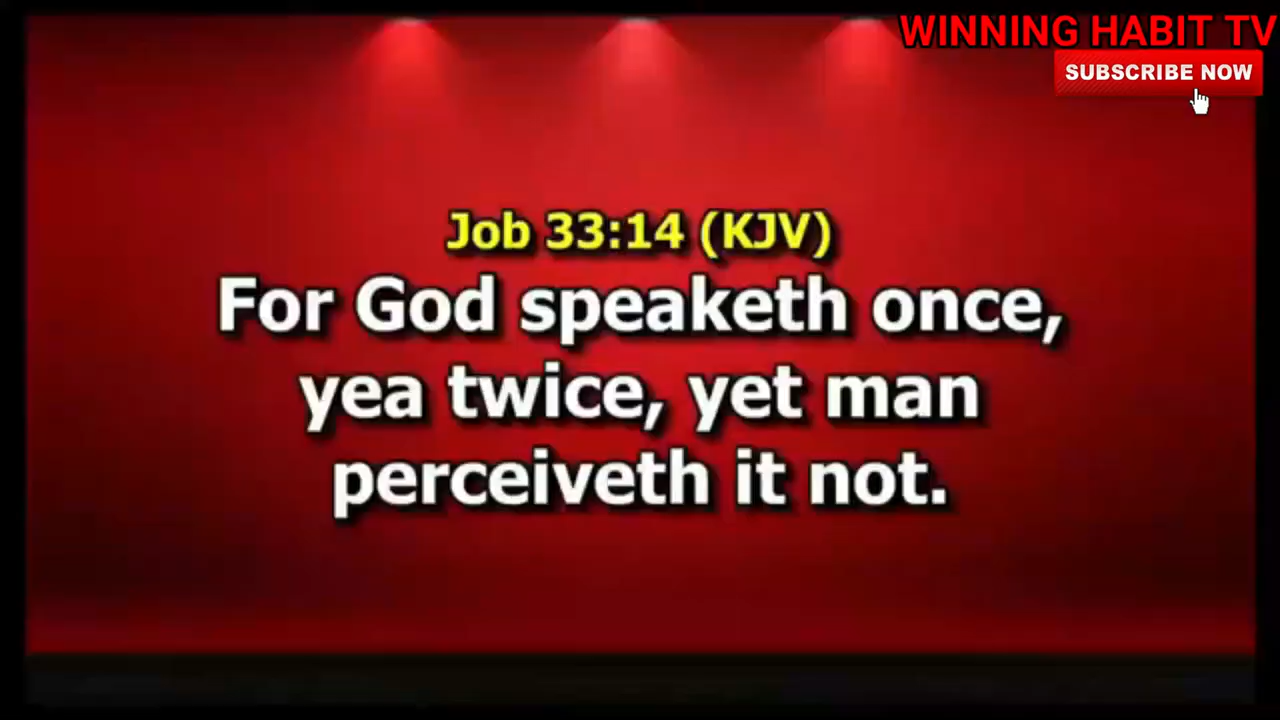 WINNING HABIT TV
SUBSCRIBE NOW
Job 33:14 (KJV)
For God speaketh once,
yea twice, yet man
perceiveth it not.